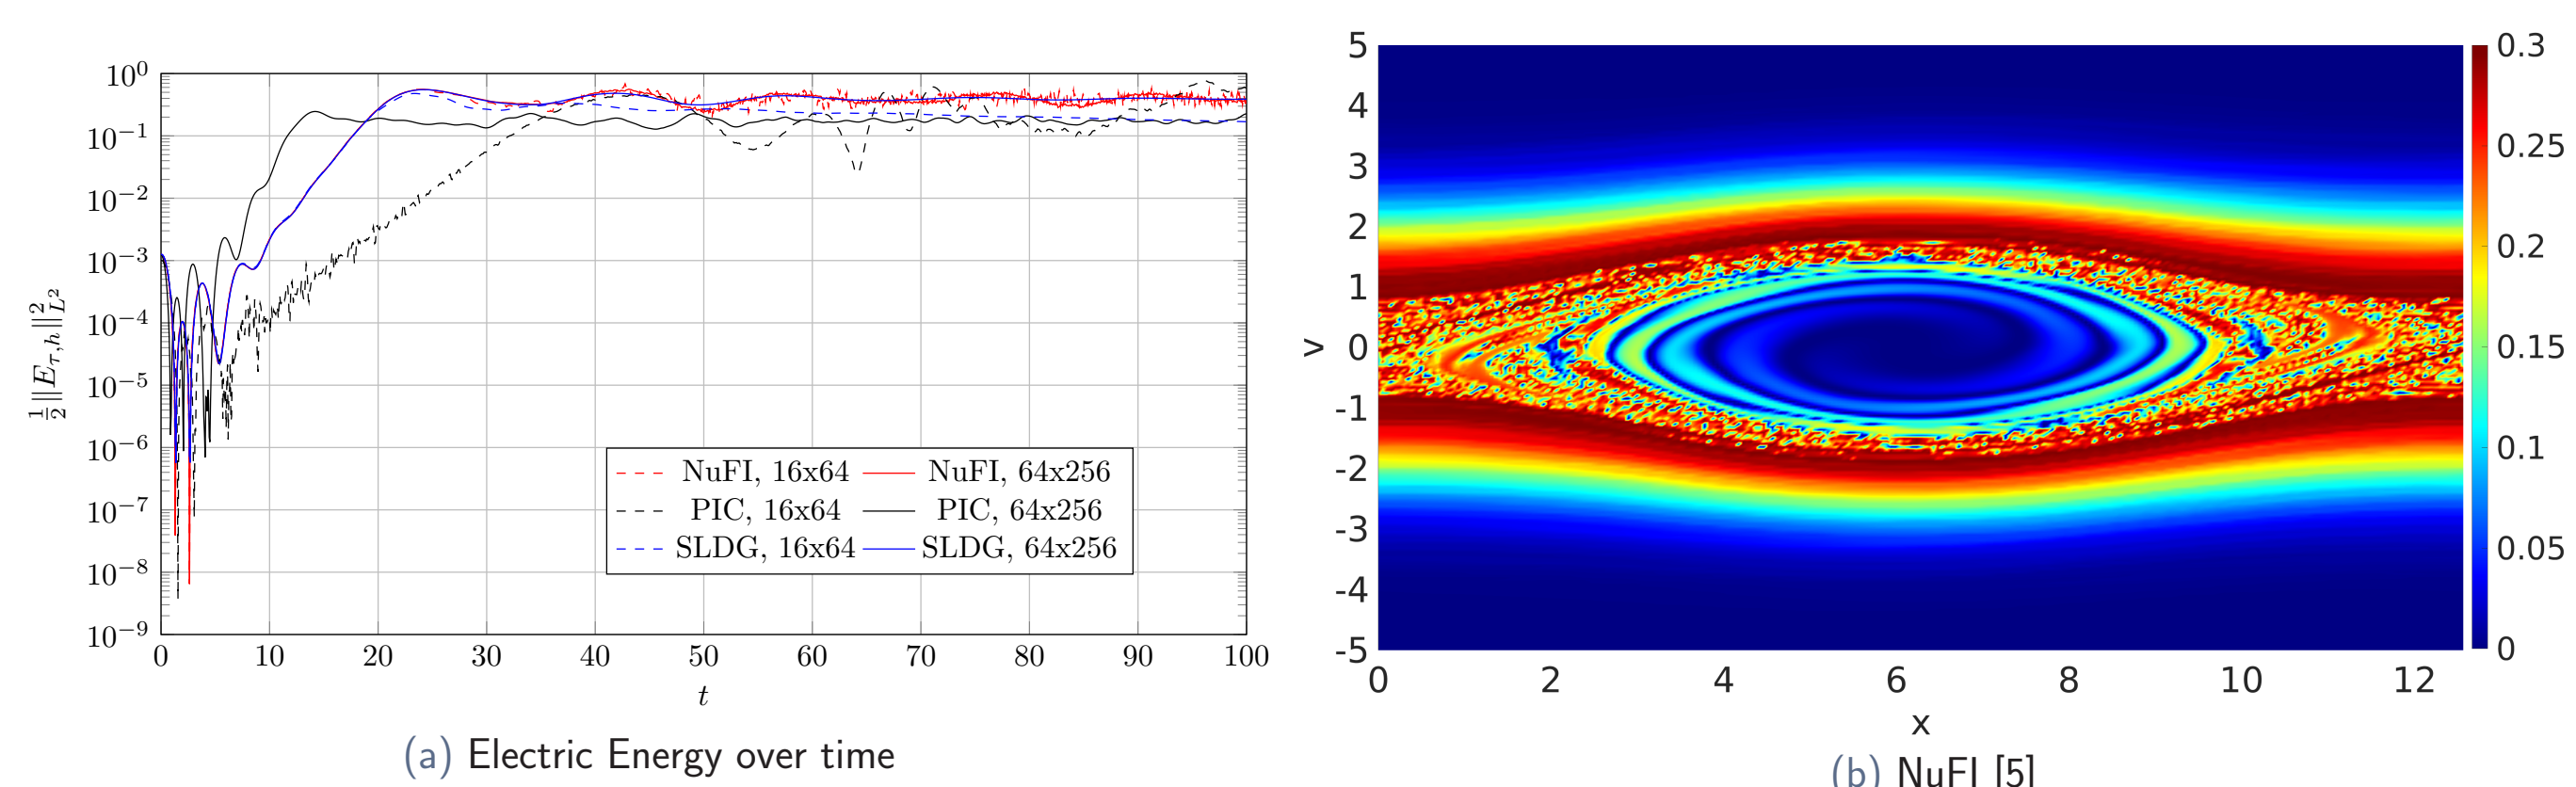 10⁰
10⁻¹
10⁻²
10⁻³
10⁻⁴
10⁻⁵
10⁻⁶
10⁻⁷
10⁻⁸
10⁻⁹
½||E_{τ,h}||²_{L²}
0 10 20 30 40 50 60 70 80 90 100
t
NuFI, 16x64 NuFI, 64x256
PIC, 16x64 PIC, 64x256
SLDG, 16x64 SLDG, 64x256
(a) Electric Energy over time
5
4
3
2
1
0
-1
-2
-3
-4
-5
v
0 2 4 6 8 10 12
x
0.3
0.25
0.2
0.15
0.1
0.05
0
(b) NuFI [5]